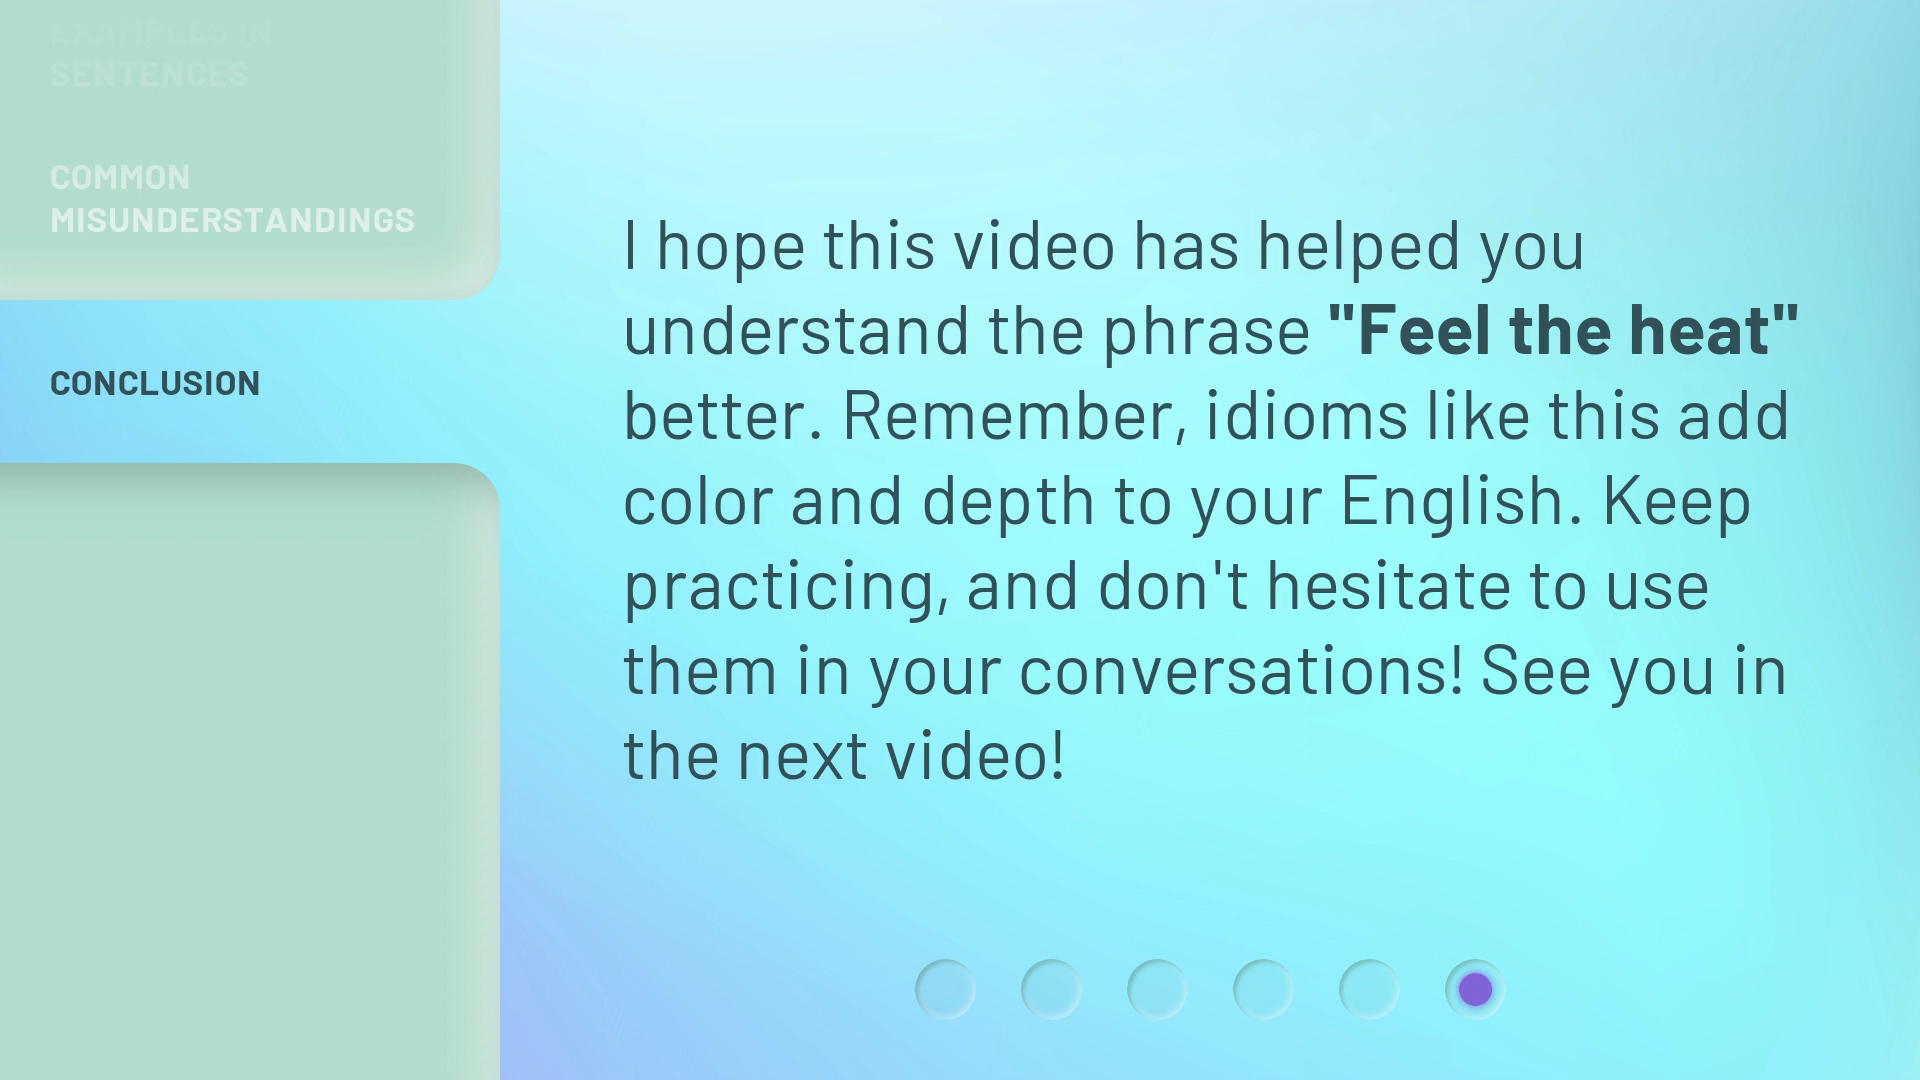 EXAMPLES IN
SENTENCES
COMMON
MISUNDERSTANDINGS
CONCLUSION
I hope this video has helped you
understand the phrase "Feel the heat"
better. Remember, idioms like this add
color and depth to your English. Keep
practicing, and don't hesitate to use
them in your conversations! See you in
the next video!